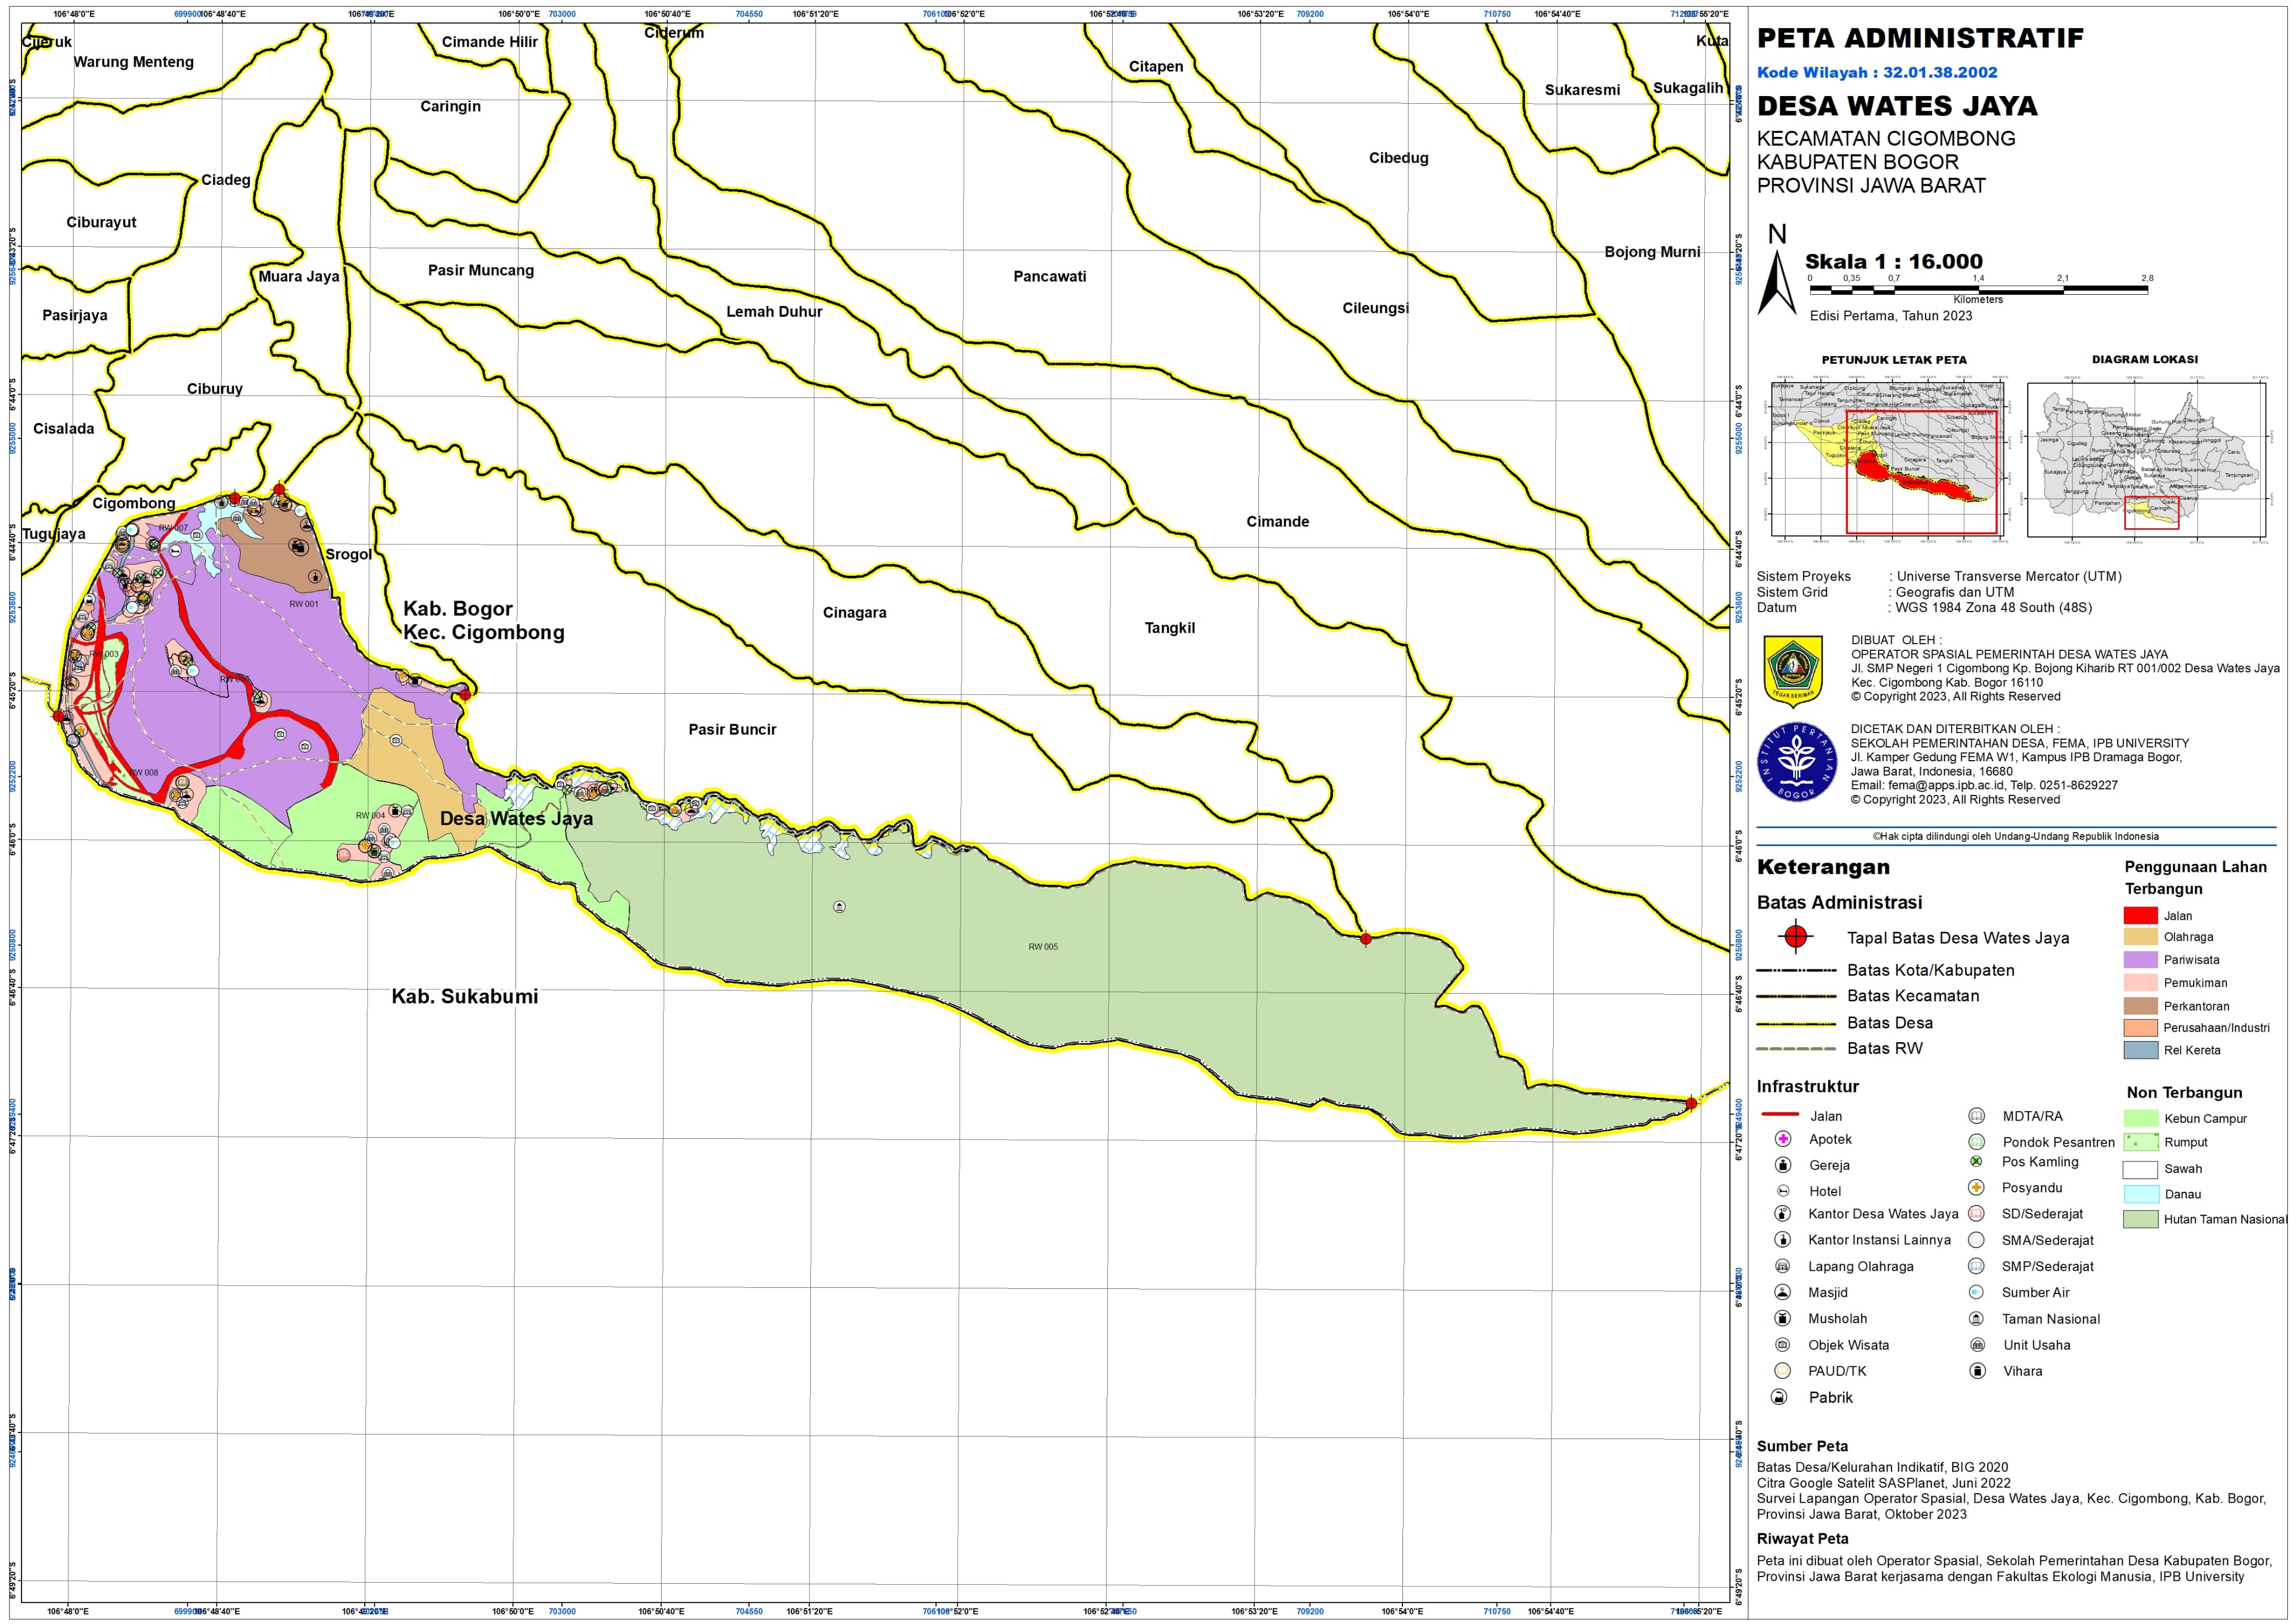 PETA ADMINISTRATIF
Kode Wilayah : 32.01.38.2002
DESA WATES JAYA
KECAMATAN CIGOMBONG
KABUPATEN BOGOR
PROVINSI JAWA BARAT
N
Skala 1 : 16.000
0 0,35 0,7 1,4 2,1 2,8
Kilometers
Edisi Pertama, Tahun 2023
PETUNJUK LETAK PETA
DIAGRAM LOKASI
Sistem Proyeks : Universe Transverse Mercator (UTM)
Sistem Grid : Geografis dan UTM
Datum : WGS 1984 Zona 48 South (48S)
DIBUAT OLEH :
OPERATOR SPASIAL PEMERINTAH DESA WATES JAYA
Jl. SMP Negeri 1 Cigombong Kp. Bojong Kiharib RT 001/002 Desa Wates Jaya
Kec. Cigombong Kab. Bogor 16110
© Copyright 2023, All Rights Reserved
TEGAR BERIMAN
DICETAK DAN DITERBITKAN OLEH :
SEKOLAH PEMERINTAHAN DESA, FEMA, IPB UNIVERSITY
Jl. Kamper Gedung FEMA W1, Kampus IPB Dramaga Bogor,
Jawa Barat, Indonesia, 16680
Email: fema@apps.ipb.ac.id, Telp. 0251-8629227
© Copyright 2023, All Rights Reserved
INSTITUT PERTANIAN
BOGOR
©Hak cipta dilindungi oleh Undang-Undang Republik Indonesia
Keterangan
Batas Administrasi
Tapal Batas Desa Wates Jaya
Batas Kota/Kabupaten
Batas Kecamatan
Batas Desa
Batas RW
Infrastruktur
Jalan
Apotek
Gereja
Hotel
Kantor Desa Wates Jaya
Kantor Instansi Lainnya
Lapang Olahraga
Masjid
Musholah
Objek Wisata
PAUD/TK
Pabrik
MDTA/RA
Pondok Pesantren
Pos Kamling
Posyandu
SD/Sederajat
SMA/Sederajat
SMP/Sederajat
Sumber Air
Taman Nasional
Unit Usaha
Vihara
Penggunaan Lahan
Terbangun
Jalan
Olahraga
Pariwisata
Pemukiman
Perkantoran
Perusahaan/Industri
Rel Kereta
Non Terbangun
Kebun Campur
Rumput
Sawah
Danau
Hutan Taman Nasional
Sumber Peta
Batas Desa/Kelurahan Indikatif, BIG 2020
Citra Google Satelit SASPlanet, Juni 2022
Survei Lapangan Operator Spasial, Desa Wates Jaya, Kec. Cigombong, Kab. Bogor,
Provinsi Jawa Barat, Oktober 2023
Riwayat Peta
Peta ini dibuat oleh Operator Spasial, Sekolah Pemerintahan Desa Kabupaten Bogor,
Provinsi Jawa Barat kerjasama dengan Fakultas Ekologi Manusia, IPB University
Cijeruk
Warung Menteng
Cimande Hilir
Ciderum
Citapen
Kuta
Caringin
Sukaresmi
Sukagalih
Cibedug
Ciadeg
Ciburayut
Bojong Murni
Muara Jaya
Pasir Muncang
Pancawati
Pasirjaya
Lemah Duhur
Cileungsi
Ciburuy
Cisalada
Cigombong
Tugujaya
Srogol
Cimande
Kab. Bogor
Kec. Cigombong
Cinagara
Tangkil
Pasir Buncir
Desa Wates Jaya
Kab. Sukabumi
RW 007
RW 001
RW 003
RW 008
RW 004
RW 005
106°48'0"E 106°48'40"E 106°50'0"E 703000 106°50'40"E 704550 106°51'20"E 106°52'0"E 106°53'20"E 709200 106°54'0"E 710750 106°54'40"E
6°44'0"S
9255000
6°44'40"S
9253600
6°45'20"S
9252200
6°46'0"S
9250800
6°46'40"S
6°47'20"S
6°49'20"S